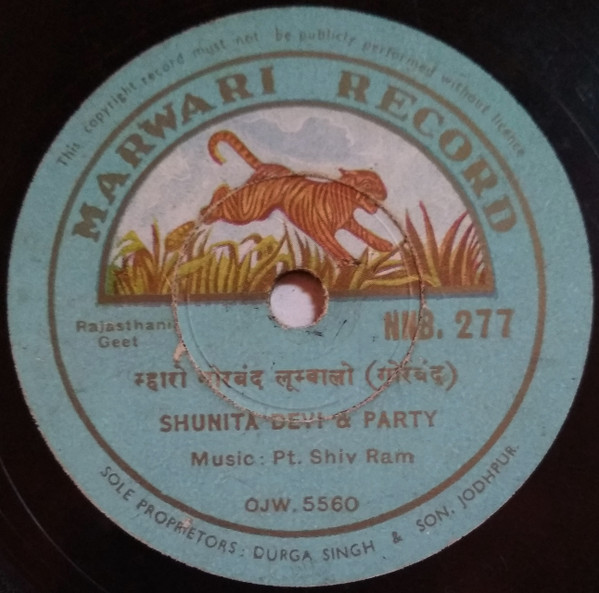 This copyright record must not be publicly performed without licence
MARWARI RECORD
Rajasthani
Geet
NNB. 277
म्हारो गोरबंद लूम्बालो (गोरबंद)
SHUNITA DEVI & PARTY
Music: Pt. Shiv Ram
OJW. 5560
SOLE PROPRIETORS: DURGA SINGH & SON. JODHPUR.